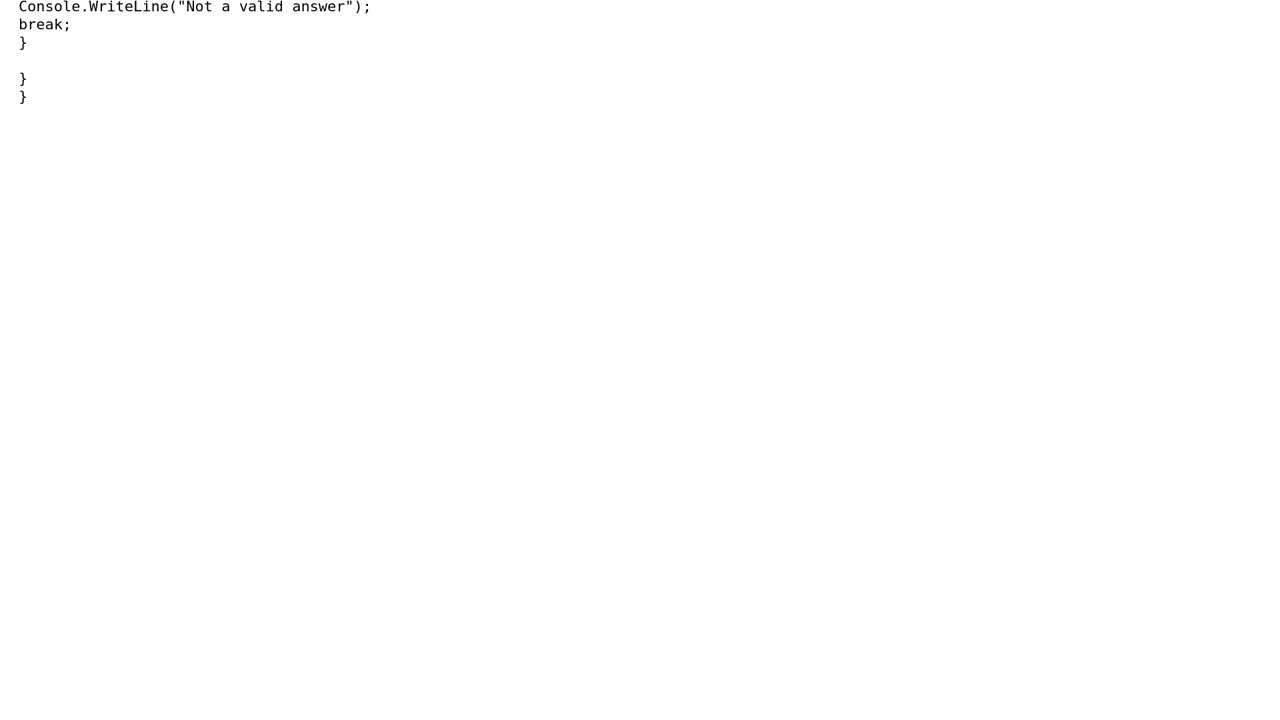 Console.WriteLine("Not a valid answer");
break;
}
}
}